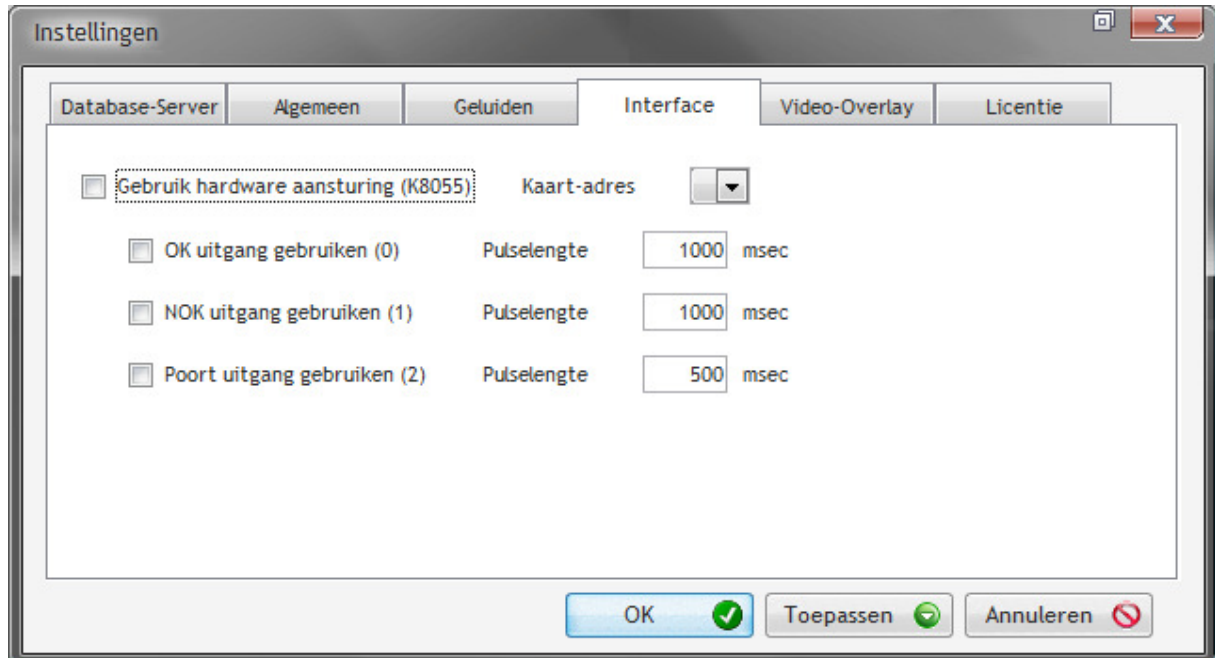 Instellingen
Database-Server Algemeen Geluiden Interface Video-Overlay Licentie
Gebruik hardware aansturing (K8055) Kaart-adres
OK uitgang gebruiken (0) Pulselengte 1000 msec
NOK uitgang gebruiken (1) Pulselengte 1000 msec
Poort uitgang gebruiken (2) Pulselengte 500 msec
OK Toepassen Annuleren